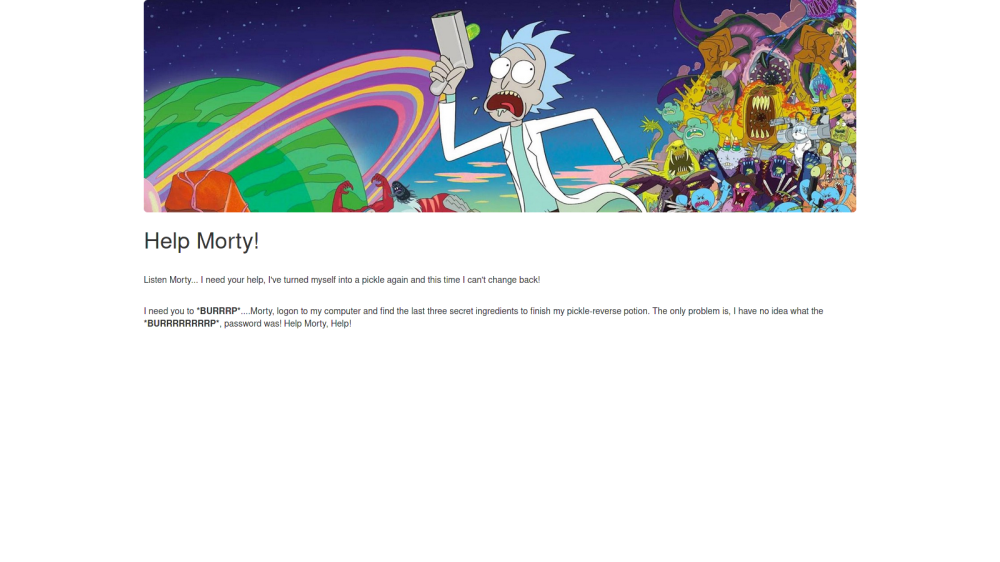 Help Morty!
Listen Morty... I need your help, I've turned myself into a pickle again and this time I can't change back!
I need you to *BURRRP*....Morty, logon to my computer and find the last three secret ingredients to finish my pickle-reverse potion. The only problem is, I have no idea what the
*BURRRRRRRRP*, password was! Help Morty, Help!